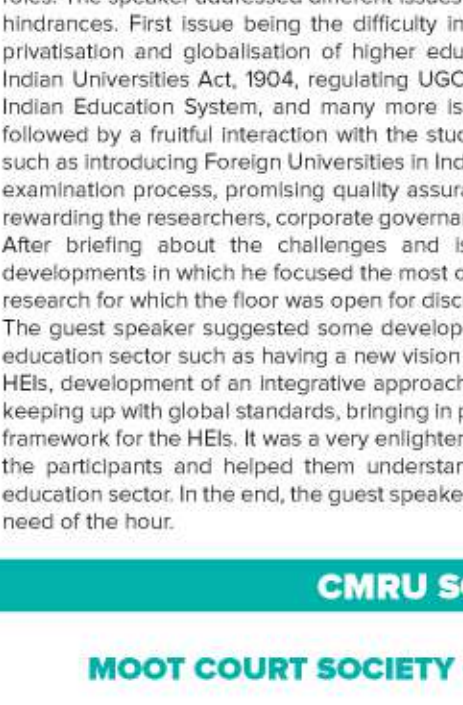 roles. The speaker addressed different issues
hindrances. First issue being the difficulty in
privatisation and globalisation of higher edu
Indian Universities Act, 1904, regulating UGC
Indian Education System, and many more is
followed by a fruitful interaction with the stud
such as introducing Foreign Universities in Ind
examination process, promising quality assura
rewarding the researchers, corporate governa
After briefing about the challenges and is
developments in which he focused the most o
research for which the floor was open for disc
The guest speaker suggested some develop
education sector such as having a new vision
HEIs, development of an integrative approach
keeping up with global standards, bringing in p
framework for the HEIs. It was a very enlighten
the participants and helped them understan
education sector. In the end, the guest speake
need of the hour.
CMRU S
MOOT COURT SOCIETY